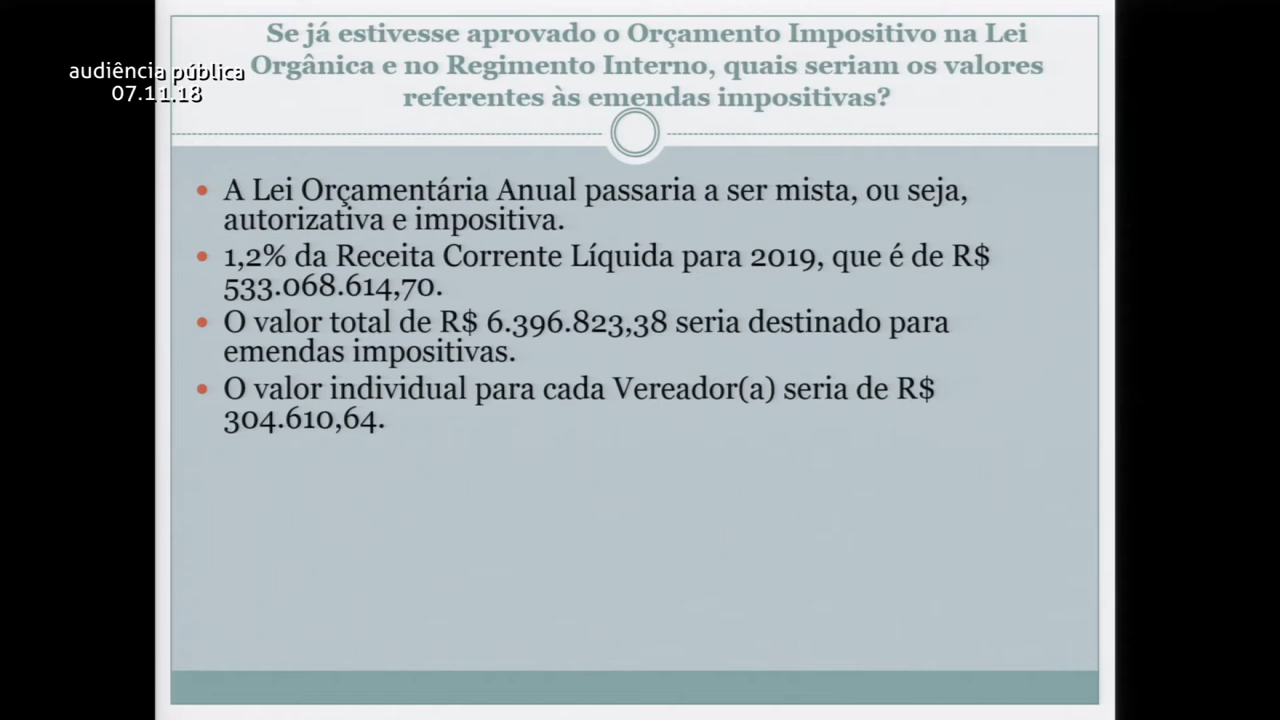 Se já estivesse aprovado o Orçamento Impositivo na Lei
Orgânica e no Regimento Interno, quais seriam os valores
referentes às emendas impositivas?
audiência pública
07.11.18
• A Lei Orçamentária Anual passaria a ser mista, ou seja,
autorizativa e impositiva.
• 1,2% da Receita Corrente Líquida para 2019, que é de R$
533.068.614,70.
• O valor total de R$ 6.396.823,38 seria destinado para
emendas impositivas.
• O valor individual para cada Vereador(a) seria de R$
304.610,64.